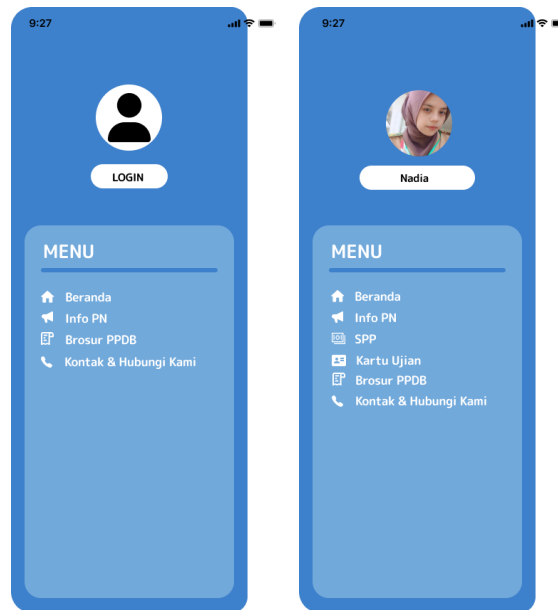 9:27
LOGIN
MENU
Beranda
Info PN
Brosur PPDB
Kontak & Hubungi Kami
9:27
Nadia
MENU
Beranda
Info PN
SPP
Kartu Ujian
Brosur PPDB
Kontak & Hubungi Kami